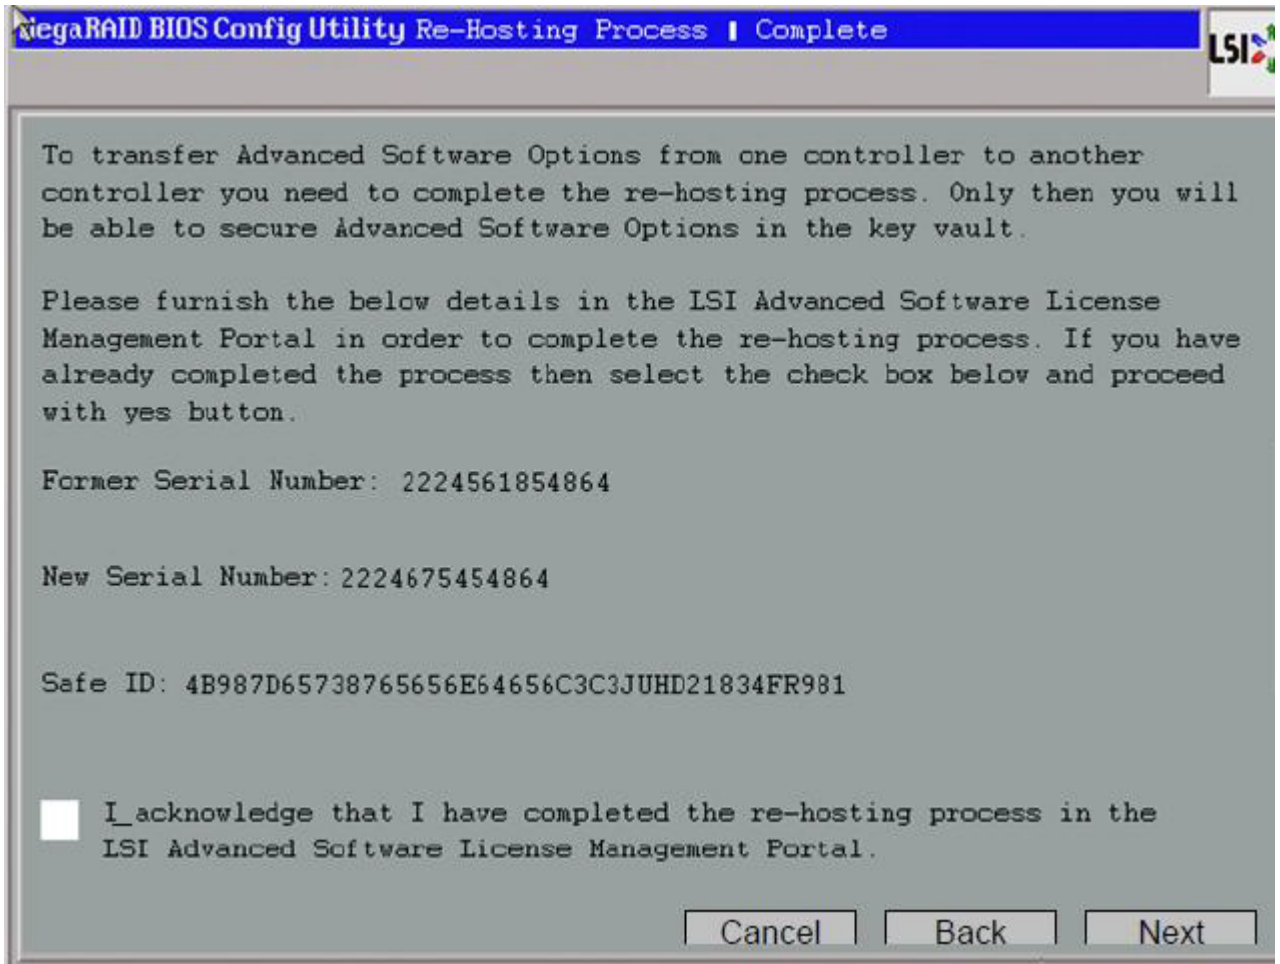 MegaRAID BIOS Config Utility Re-Hosting Process | Complete
LSI
To transfer Advanced Software Options from one controller to another
controller you need to complete the re-hosting process. Only then you will
be able to secure Advanced Software Options in the key vault.
Please furnish the below details in the LSI Advanced Software License
Management Portal in order to complete the re-hosting process. If you have
already completed the process then select the check box below and proceed
with yes button.
Former Serial Number: 2224561854864
New Serial Number: 2224675454864
Safe ID: 4B987D65738765656E64656C3C3JUHD21834FR981
I acknowledge that I have completed the re-hosting process in the
LSI Advanced Software License Management Portal.
Cancel Back Next